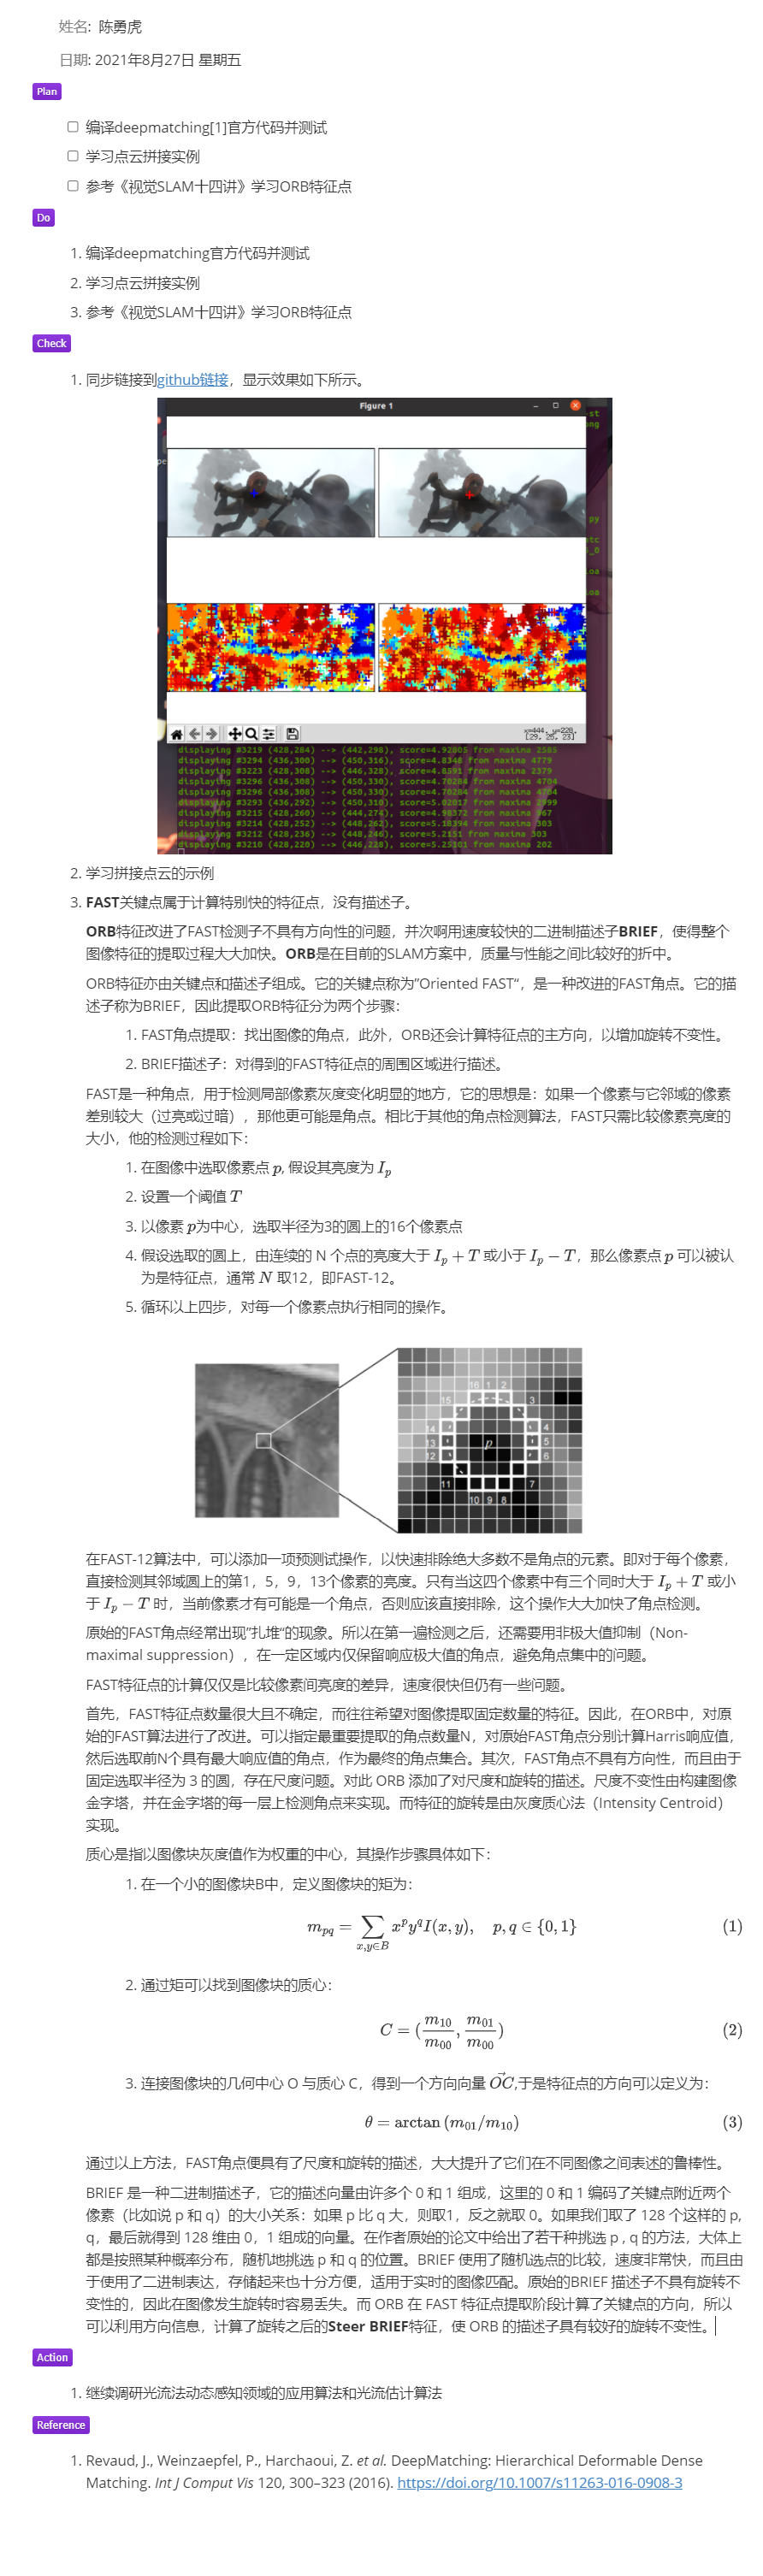 姓名: 陈勇虎
日期: 2021年8月27日 星期五
Plan
编译deepmatching[1]官方代码并测试
学习点云拼接实例
参考《视觉SLAM十四讲》学习ORB特征点
Do
1. 编译deepmatching官方代码并测试
2. 学习点云拼接实例
3. 参考《视觉SLAM十四讲》学习ORB特征点
Check
1. 同步链接到github链接，显示效果如下所示。
Figure 1
x=444, y=220,
[29, 25, 23]
displaying #3219 (428,284) --> (442,298), score=4.92805 from maxima 2585
displaying #3294 (436,300) --> (450,316), score=4.8348 from maxima 4779
displaying #3223 (428,308) --> (446,328), score=4.8591 from maxima 2379
displaying #3296 (436,308) --> (450,330), score=4.70284 from maxima 4704
displaying #3296 (436,308) --> (450,330), score=4.70284 from maxima 4704
displaying #3293 (436,292) --> (450,310), score=5.02017 from maxima 2999
displaying #3215 (428,260) --> (444,274), score=4.98372 from maxima 667
displaying #3214 (428,252) --> (448,262), score=5.18394 from maxima 303
displaying #3212 (428,236) --> (448,246), score=5.2151 from maxima 303
displaying #3210 (428,220) --> (446,228), score=5.25371 from maxima 202
2. 学习拼接点云的示例
3. FAST关键点属于计算特别快的特征点，没有描述子。
ORB特征改进了FAST检测子不具有方向性的问题，并次啊用速度较快的二进制描述子BRIEF，使得整个
图像特征的提取过程大大加快。ORB是在目前的SLAM方案中，质量与性能之间比较好的折中。
ORB特征亦由关键点和描述子组成。它的关键点称为”Oriented FAST“，是一种改进的FAST角点。它的描
述子称为BRIEF，因此提取ORB特征分为两个步骤：
1. FAST角点提取：找出图像的角点，此外，ORB还会计算特征点的主方向，以增加旋转不变性。
2. BRIEF描述子：对得到的FAST特征点的周围区域进行描述。
FAST是一种角点，用于检测局部像素灰度变化明显的地方，它的思想是：如果一个像素与它邻域的像素
差别较大（过亮或过暗），那他更可能是角点。相比于其他的角点检测算法，FAST只需比较像素亮度的
大小，他的检测过程如下：
1. 在图像中选取像素点 p, 假设其亮度为 I_p
2. 设置一个阈值 T
3. 以像素 p为中心，选取半径为3的圆上的16个像素点
4. 假设选取的圆上，由连续的 N 个点的亮度大于 I_p + T 或小于 I_p − T，那么像素点 p 可以被认
为是特征点，通常 N 取12，即FAST-12。
5. 循环以上四步，对每一个像素点执行相同的操作。
16 1 2
15 3
14 4
13 p 5
12 6
11 7
10 9 8
在FAST-12算法中，可以添加一项预测试操作，以快速排除绝大多数不是角点的元素。即对于每个像素，
直接检测其邻域圆上的第1，5，9，13个像素的亮度。只有当这四个像素中有三个同时大于 I_p + T 或小
于 I_p − T 时，当前像素才有可能是一个角点，否则应该直接排除，这个操作大大加快了角点检测。
原始的FAST角点经常出现”扎堆“的现象。所以在第一遍检测之后，还需要用非极大值抑制（Non-
maximal suppression），在一定区域内仅保留响应极大值的角点，避免角点集中的问题。
FAST特征点的计算仅仅是比较像素间亮度的差异，速度很快但仍有一些问题。
首先，FAST特征点数量很大且不确定，而往往希望对图像提取固定数量的特征。因此，在ORB中，对原
始的FAST算法进行了改进。可以指定最重要提取的角点数量N，对原始FAST角点分别计算Harris响应值，
然后选取前N个具有最大响应值的角点，作为最终的角点集合。其次，FAST角点不具有方向性，而且由于
固定选取半径为 3 的圆，存在尺度问题。对此 ORB 添加了对尺度和旋转的描述。尺度不变性由构建图像
金字塔，并在金字塔的每一层上检测角点来实现。而特征的旋转是由灰度质心法（Intensity Centroid）
实现。
质心是指以图像块灰度值作为权重的中心，其操作步骤具体如下：
1. 在一个小的图像块B中，定义图像块的矩为：
m_{pq} = ∑_{x,y∈B} x^p y^q I(x, y), p, q ∈ {0, 1} (1)
2. 通过矩可以找到图像块的质心：
C = (m_{10}/m_{00}, m_{01}/m_{00}) (2)
3. 连接图像块的几何中心 O 与质心 C，得到一个方向向量 \vec{OC},于是特征点的方向可以定义为：
θ = arctan (m_{01}/m_{10}) (3)
通过以上方法，FAST角点便具有了尺度和旋转的描述，大大提升了它们在不同图像之间表述的鲁棒性。
BRIEF 是一种二进制描述子，它的描述向量由许多个 0 和 1 组成，这里的 0 和 1 编码了关键点附近两个
像素（比如说 p 和 q）的大小关系：如果 p 比 q 大，则取1，反之就取 0。如果我们取了 128 个这样的 p,
q，最后就得到 128 维由 0，1 组成的向量。在作者原始的论文中给出了若干种挑选 p , q 的方法，大体上
都是按照某种概率分布，随机地挑选 p 和 q 的位置。BRIEF 使用了随机选点的比较，速度非常快，而且由
于使用了二进制表达，存储起来也十分方便，适用于实时的图像匹配。原始的BRIEF 描述子不具有旋转不
变性的，因此在图像发生旋转时容易丢失。而 ORB 在 FAST 特征点提取阶段计算了关键点的方向，所以
可以利用方向信息，计算了旋转之后的Steer BRIEF特征，使 ORB 的描述子具有较好的旋转不变性。
Action
1. 继续调研光流法动态感知领域的应用算法和光流估计算法
Reference
1. Revaud, J., Weinzaepfel, P., Harchaoui, Z. et al. DeepMatching: Hierarchical Deformable Dense
Matching. Int J Comput Vis 120, 300–323 (2016). https://doi.org/10.1007/s11263-016-0908-3